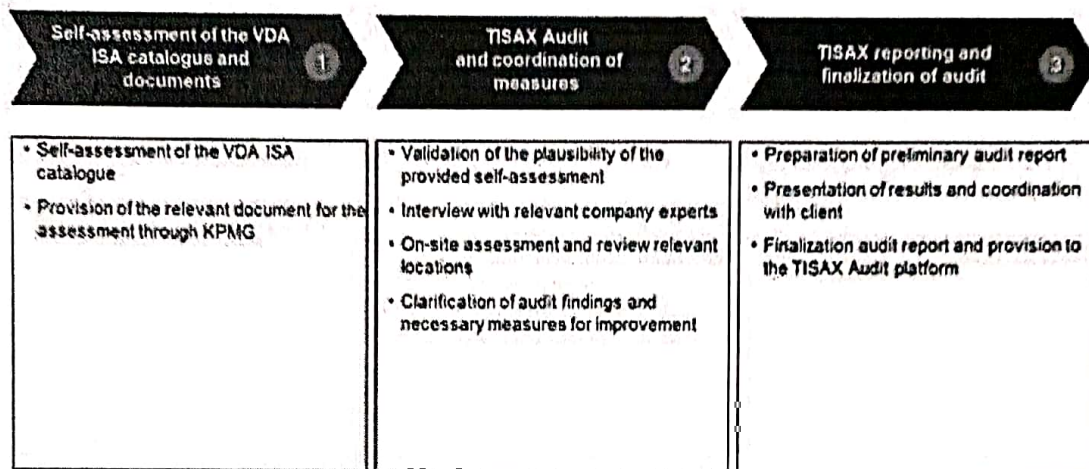 Self-assessment of the VDA
ISA catalogue and
documents
1
TISAX Audit
and coordination of
measures
2
TISAX reporting and
finalization of audit
3
• Self-assessment of the VDA ISA
catalogue
• Provision of the relevant document for the
assessment through KPMG
• Validation of the plausibility of the
provided self-assessment
• Interview with relevant company experts
• On-site assessment and review relevant
locations
• Clarification of audit findings and
necessary measures for improvement
• Preparation of preliminary audit report
• Presentation of results and coordination
with client
• Finalization audit report and provision to
the TISAX Audit platform